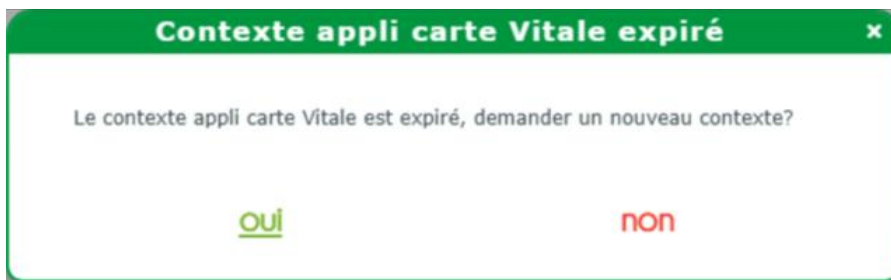 Contexte appli carte Vitale expiré ×
Le contexte appli carte Vitale est expiré, demander un nouveau contexte?
oui non